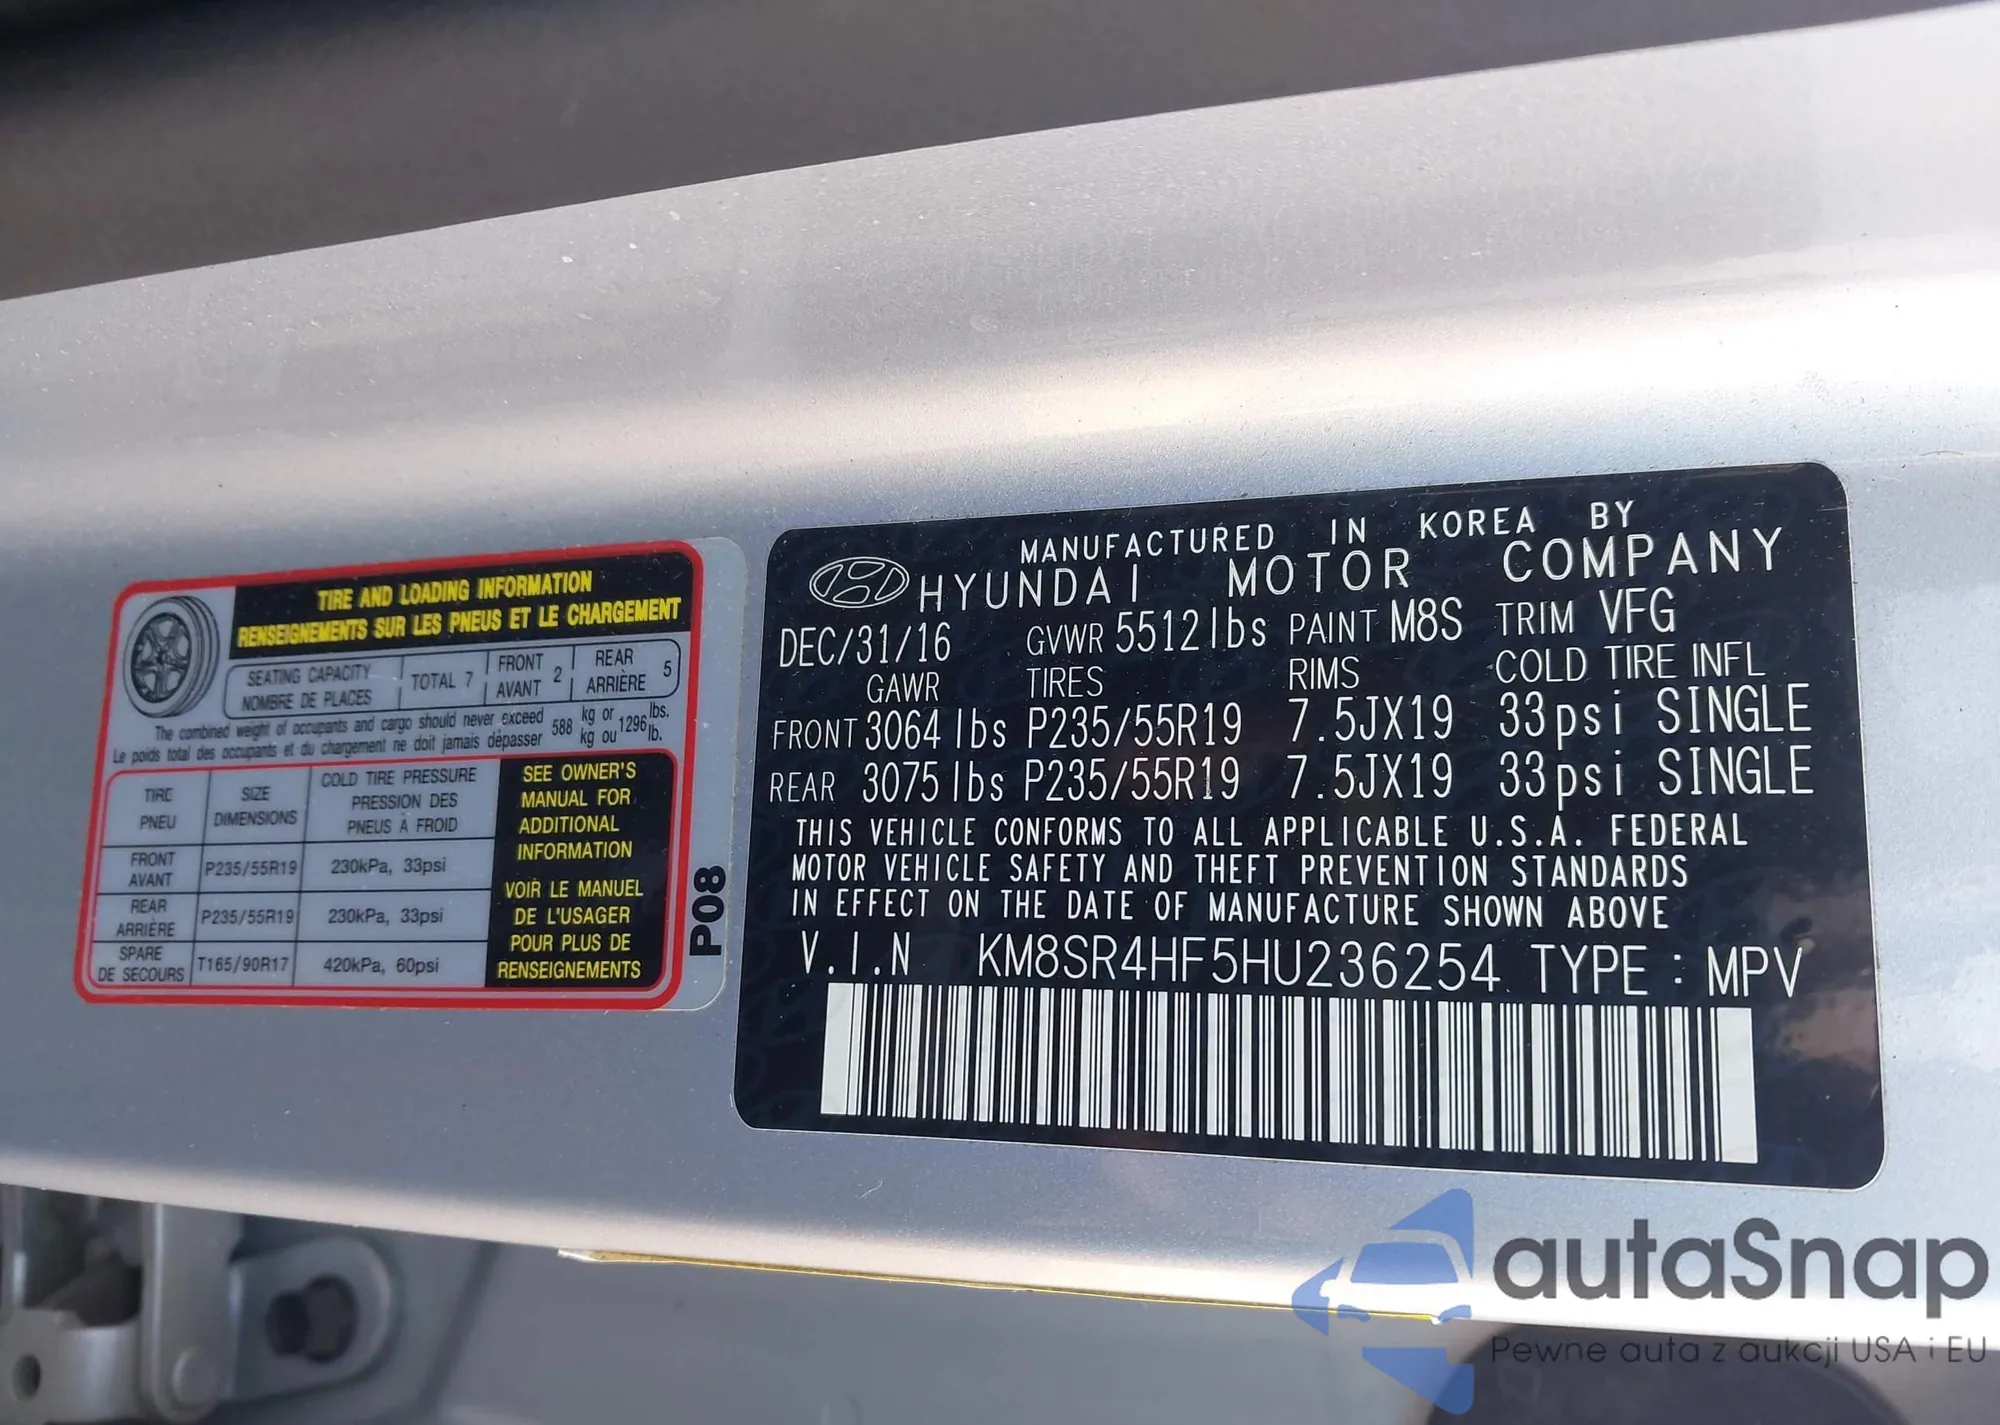 TIRE AND LOADING INFORMATION
RENSEIGNEMENTS SUR LES PNEUS ET LE CHARGEMENT
SEATING CAPACITY
NOMBRE DE PLACES
TOTAL 7
FRONT
AVANT
2
REAR
ARRIÈRE
5
The combined weight of occupants and cargo should never exceed 588 kg or 1296 lbs.
Le poids total des occupants et du chargement ne doit jamais dépasser kg ou lb.
TIRE
PNEU
SIZE
DIMENSIONS
COLD TIRE PRESSURE
PRESSION DES
PNEUS À FROID
FRONT
AVANT
P235/55R19
230kPa, 33psi
REAR
ARRIÈRE
P235/55R19
230kPa, 33psi
SPARE
DE SECOURS
T165/90R17
420kPa, 60psi
SEE OWNER'S
MANUAL FOR
ADDITIONAL
INFORMATION
VOIR LE MANUEL
DE L'USAGER
POUR PLUS DE
RENSEIGNEMENTS
P08
MANUFACTURED IN KOREA BY
HYUNDAI MOTOR COMPANY
DEC/31/16 GVWR 5512lbs PAINT M8S TRIM VFG
GAWR TIRES RIMS COLD TIRE INFL
FRONT 3064 lbs P235/55R19 7.5JX19 33psi SINGLE
REAR 3075 lbs P235/55R19 7.5JX19 33psi SINGLE
THIS VEHICLE CONFORMS TO ALL APPLICABLE U.S.A. FEDERAL
MOTOR VEHICLE SAFETY AND THEFT PREVENTION STANDARDS
IN EFFECT ON THE DATE OF MANUFACTURE SHOWN ABOVE
V.I.N KM8SR4HF5HU236254 TYPE : MPV
autaSnap
Pewne auta z aukcji USA i EU